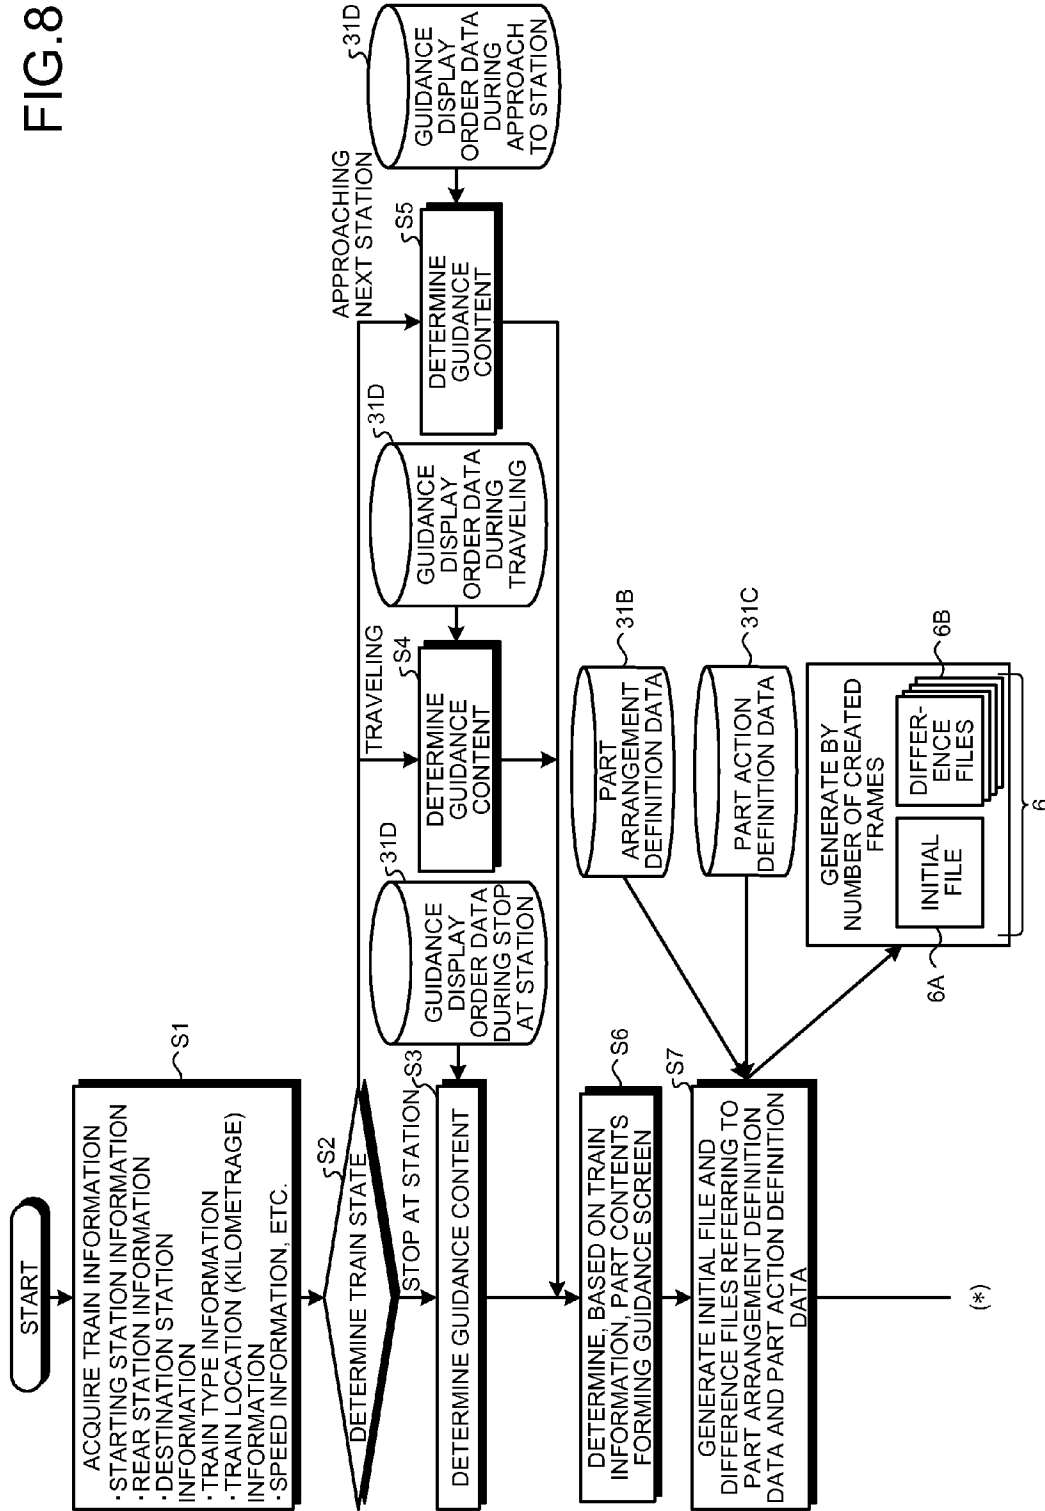 FIG.8
START
ACQUIRE TRAIN INFORMATION
· STARTING STATION INFORMATION
· REAR STATION INFORMATION
· DESTINATION STATION
INFORMATION
· TRAIN TYPE INFORMATION
· TRAIN LOCATION (KILOMETRAGE)
INFORMATION
· SPEED INFORMATION, ETC.
S1
DETERMINE TRAIN STATE
S2
STOP AT STATION
S3
DETERMINE GUIDANCE CONTENT
31D
GUIDANCE
DISPLAY
ORDER DATA
DURING STOP
AT STATION
TRAVELING
S4
DETERMINE
GUIDANCE
CONTENT
31D
GUIDANCE
DISPLAY
ORDER DATA
DURING
TRAVELING
APPROACHING
NEXT STATION
S5
DETERMINE
GUIDANCE
CONTENT
31D
GUIDANCE
DISPLAY
ORDER DATA
DURING
APPROACH
TO STATION
S6
DETERMINE, BASED ON TRAIN
INFORMATION, PART CONTENTS
FORMING GUIDANCE SCREEN
S7
GENERATE INITIAL FILE AND
DIFFERENCE FILES REFERRING TO
PART ARRANGEMENT DEFINITION
DATA AND PART ACTION DEFINITION
DATA
PART
ARRANGEMENT
DEFINITION DATA
31B
PART ACTION
DEFINITION DATA
31C
GENERATE BY
NUMBER OF CREATED
FRAMES
INITIAL
FILE
6A
DIFFER-
ENCE
FILES
6B
6
(*)